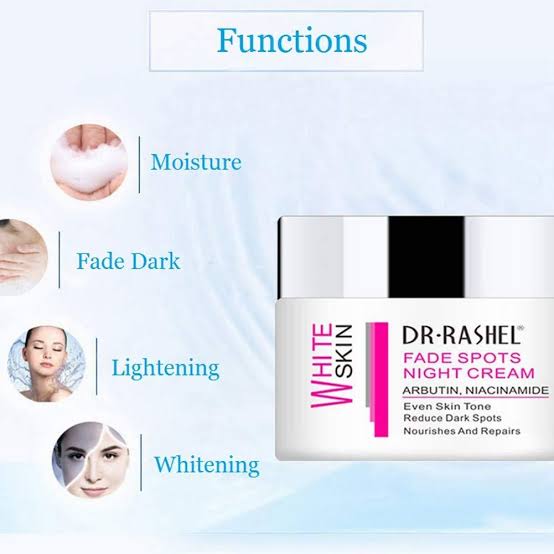 Functions
Moisture
Fade Dark
Lightening
Whitening
WHITE
SKIN
DR·RASHEL®
FADE SPOTS
NIGHT CREAM
ARBUTIN, NIACINAMIDE
Even Skin Tone
Reduce Dark Spots
Nourishes And Repairs